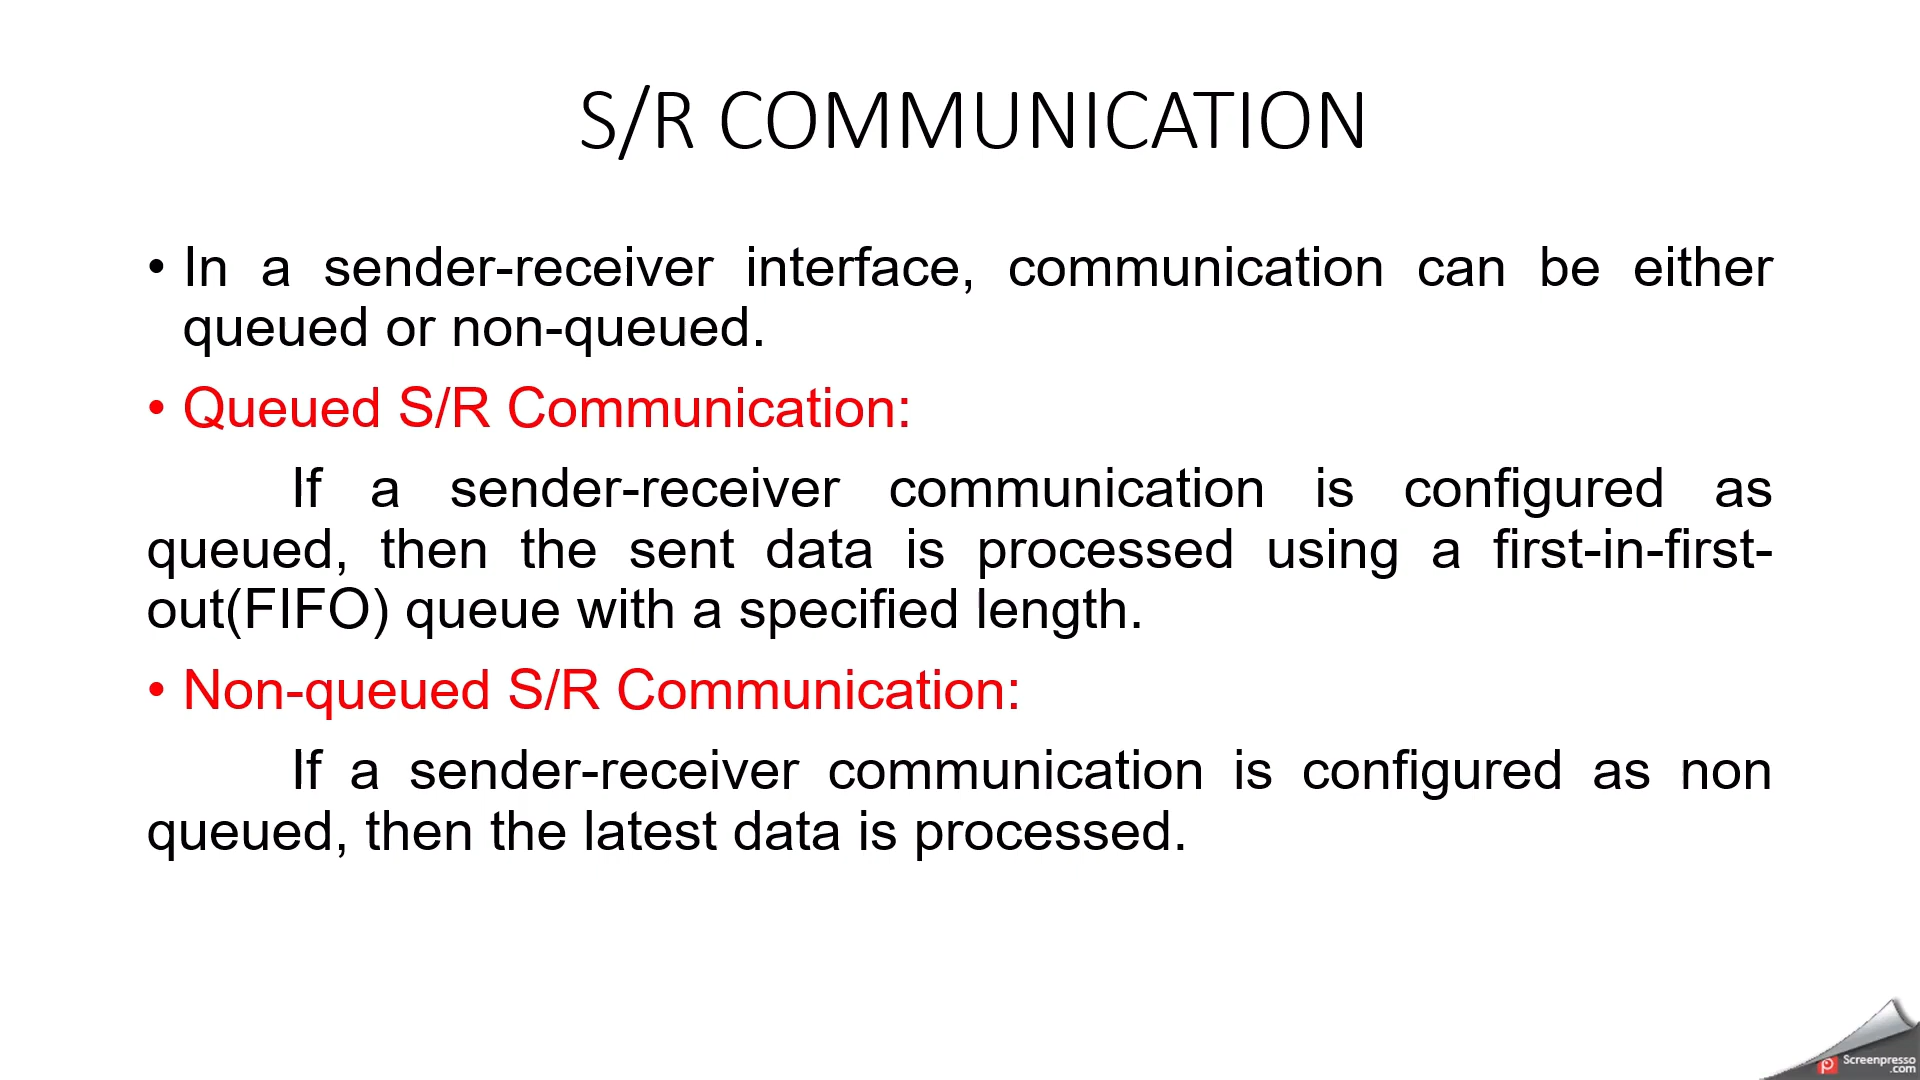 S/R COMMUNICATION
• In a sender-receiver interface, communication can be either
queued or non-queued.
• Queued S/R Communication:
If a sender-receiver communication is configured as
queued, then the sent data is processed using a first-in-first-
out(FIFO) queue with a specified length.
• Non-queued S/R Communication:
If a sender-receiver communication is configured as non
queued, then the latest data is processed.
Screenpresso
.com